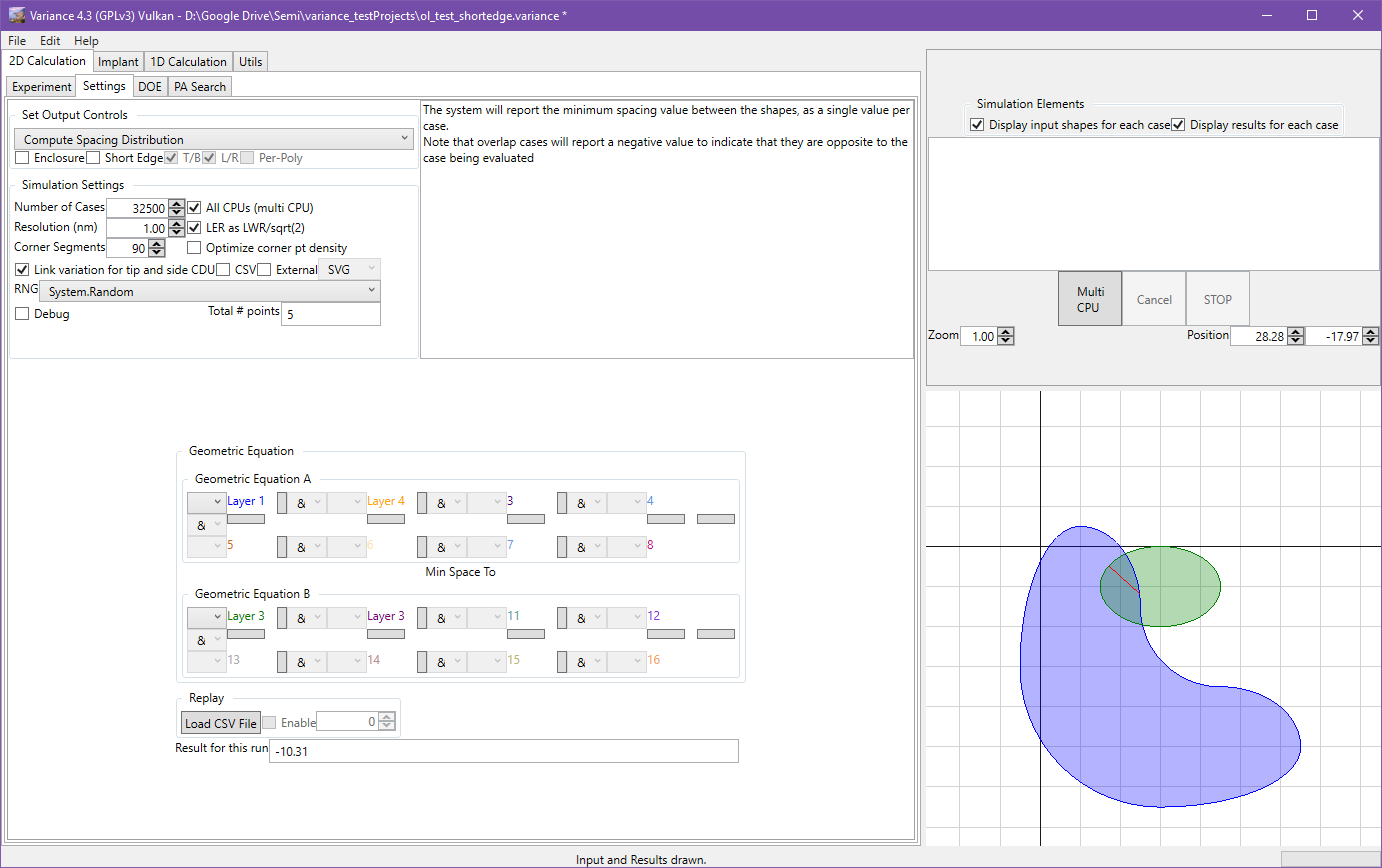 Variance 4.3 (GPLv3) Vulkan - D:\Google Drive\Semi\variance_testProjects\ol_test_shortedge.variance *
File Edit Help
2D Calculation Implant 1D Calculation Utils
Experiment Settings DOE PA Search
Set Output Controls
Compute Spacing Distribution
Enclosure Short Edge T/B L/R Per-Poly
The system will report the minimum spacing value between the shapes, as a single value per
case.
Note that overlap cases will report a negative value to indicate that they are opposite to the
case being evaluated
Simulation Settings
Number of Cases 32500 All CPUs (multi CPU)
Resolution (nm) 1.00 LER as LWR/sqrt(2)
Corner Segments 90 Optimize corner pt density
Link variation for tip and side CDU CSV External SVG
RNG System.Random
Debug Total # points 5
Geometric Equation
Geometric Equation A
Layer 1 & Layer 4 & 3 & 4
&
5 & 6 & 7 & 8
Min Space To
Geometric Equation B
Layer 3 & Layer 3 & 11 & 12
&
13 & 14 & 15 & 16
Replay
Load CSV File Enable 0
Result for this run -10.31
Simulation Elements
Display input shapes for each case Display results for each case
Multi
CPU
Cancel STOP
Zoom 1.00 Position 28.28 -17.97
Input and Results drawn.